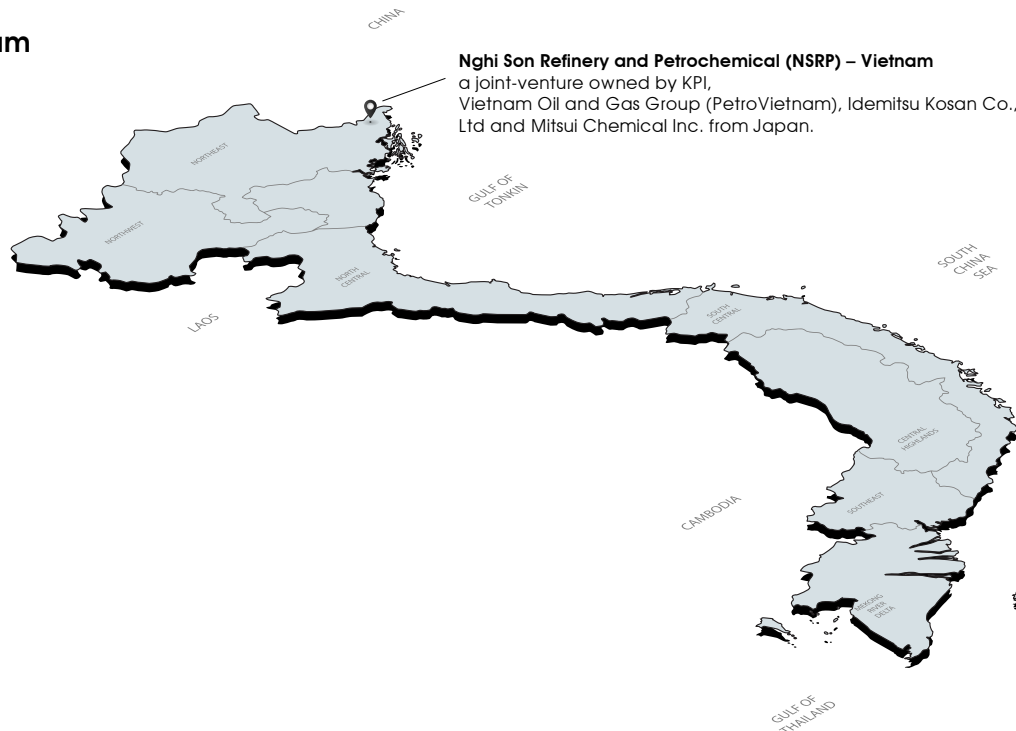 CHINA
Nghi Son Refinery and Petrochemical (NSRP) – Vietnam
a joint-venture owned by KPI,
Vietnam Oil and Gas Group (PetroVietnam), Idemitsu Kosan Co.,
Ltd and Mitsui Chemical Inc. from Japan.
NORTHEAST
GULF OF
TONKIN
NORTHWEST
SOUTH
CHINA
SEA
NORTH
CENTRAL
LAOS
SOUTH
CENTRAL
CENTRAL
HIGHLANDS
CAMBODIA
SOUTHEAST
MEKONG
RIVER
DELTA
GULF OF
THAILAND